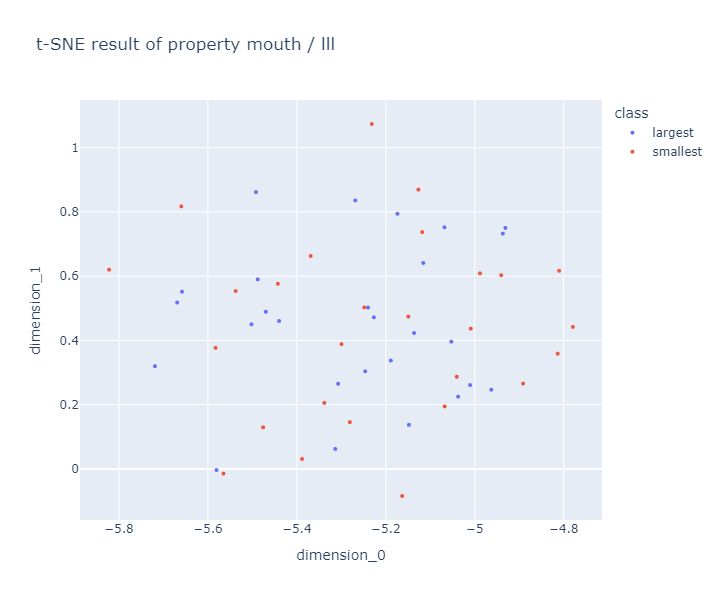 t-SNE result of property mouth / lll
class
largest
smallest
dimension_1
1
0.8
0.6
0.4
0.2
0
−5.8
−5.6
−5.4
−5.2
−5
−4.8
dimension_0